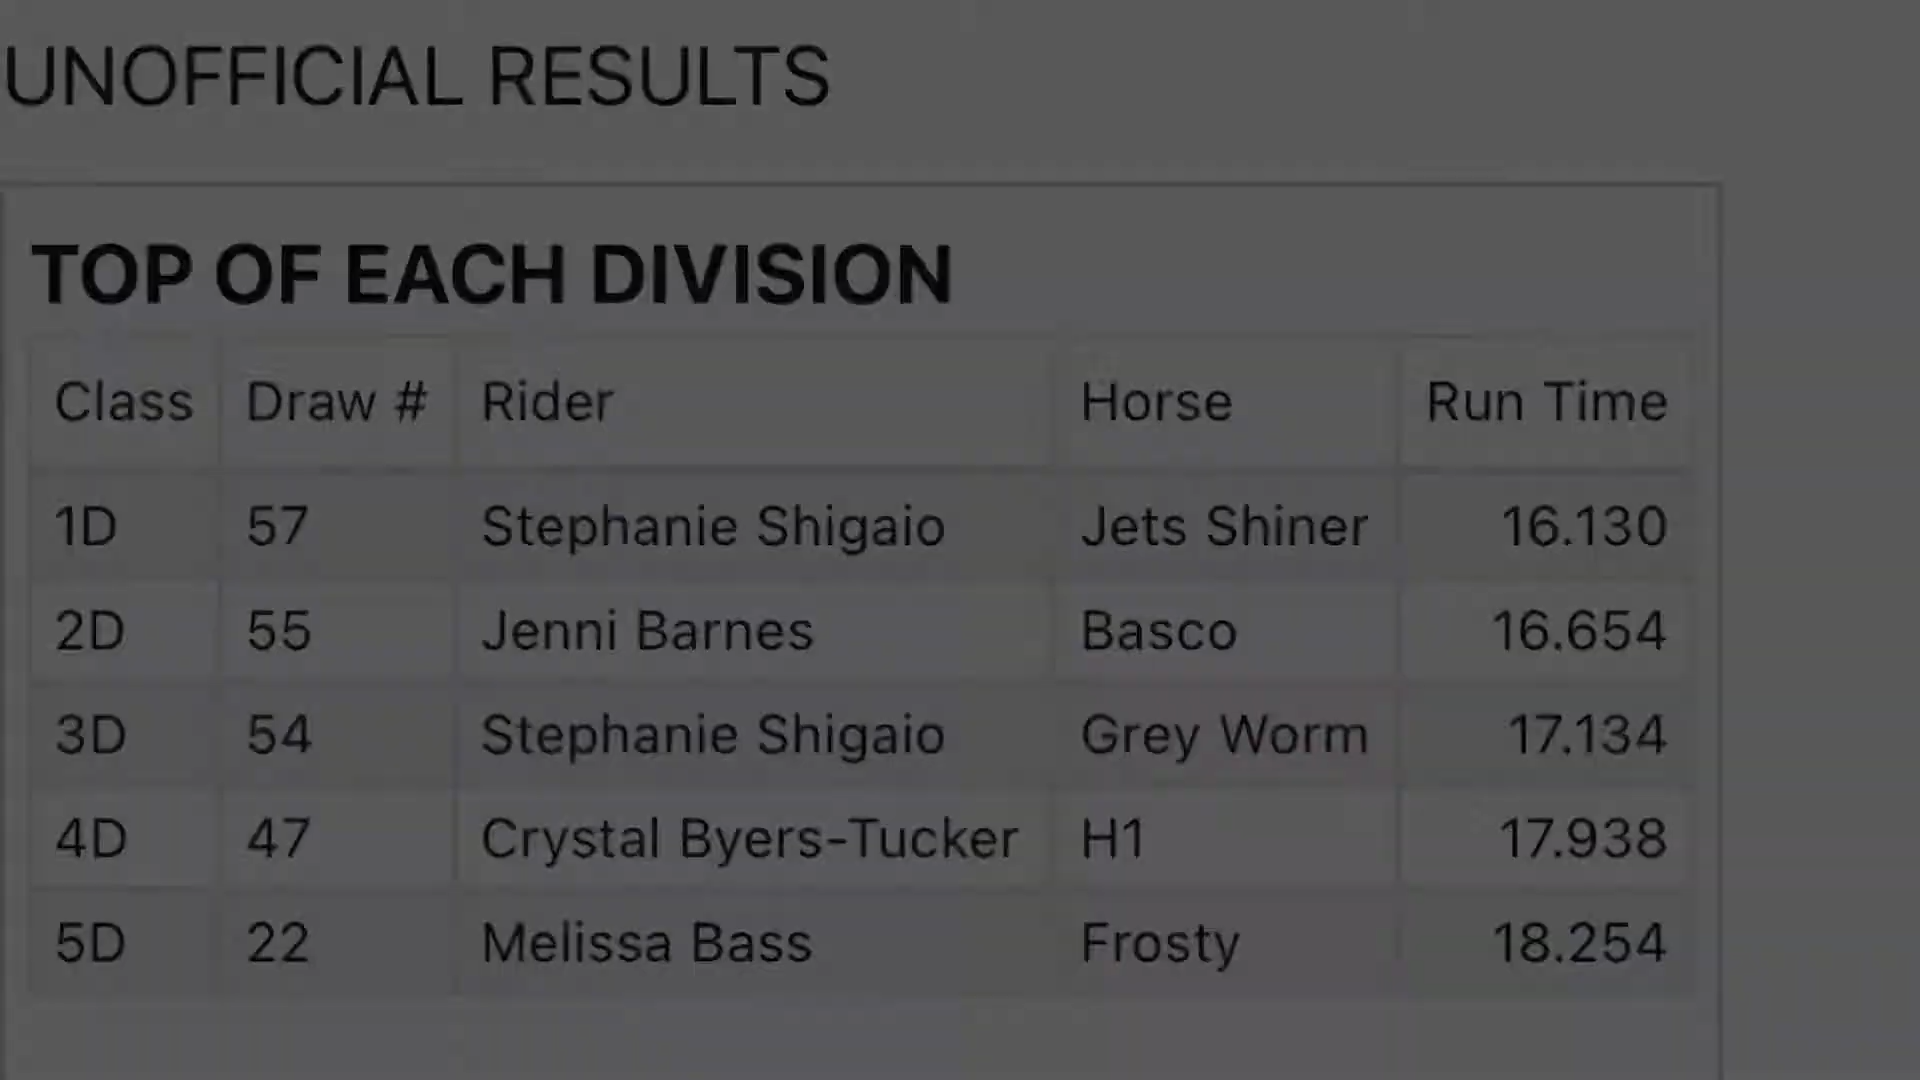 UNOFFICIAL RESULTS
TOP OF EACH DIVISION
Class Draw # Rider Horse Run Time
1D 57 Stephanie Shigaio Jets Shiner 16.130
2D 55 Jenni Barnes Basco 16.654
3D 54 Stephanie Shigaio Grey Worm 17.134
4D 47 Crystal Byers-Tucker H1 17.938
5D 22 Melissa Bass Frosty 18.254